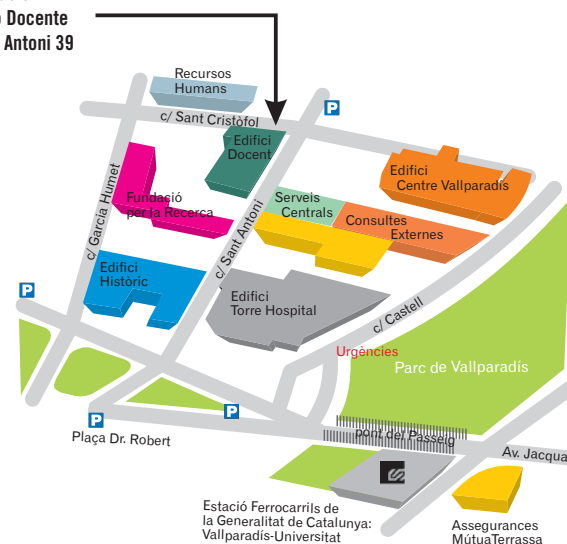 Docente
Antoni 39
Recursos
Humans
P
c/ Sant Cristòfol
Edifici
Docent
Edifici
Centre Vallparadís
c/ Garcia Humet
Fundació
per la Recerca
c/ Sant Antoni
Serveis
Centrals
Consultes
Externes
Edifici
Històric
P
Edifici
Torre Hospital
c/ Castell
Urgències
Parc de Vallparadís
P
P
Plaça Dr. Robert
pont del Passeig
Av. Jacqua
Estació Ferrocarrils de
la Generalitat de Catalunya:
Vallparadís-Universitat
Assegurances
MútuaTerrassa